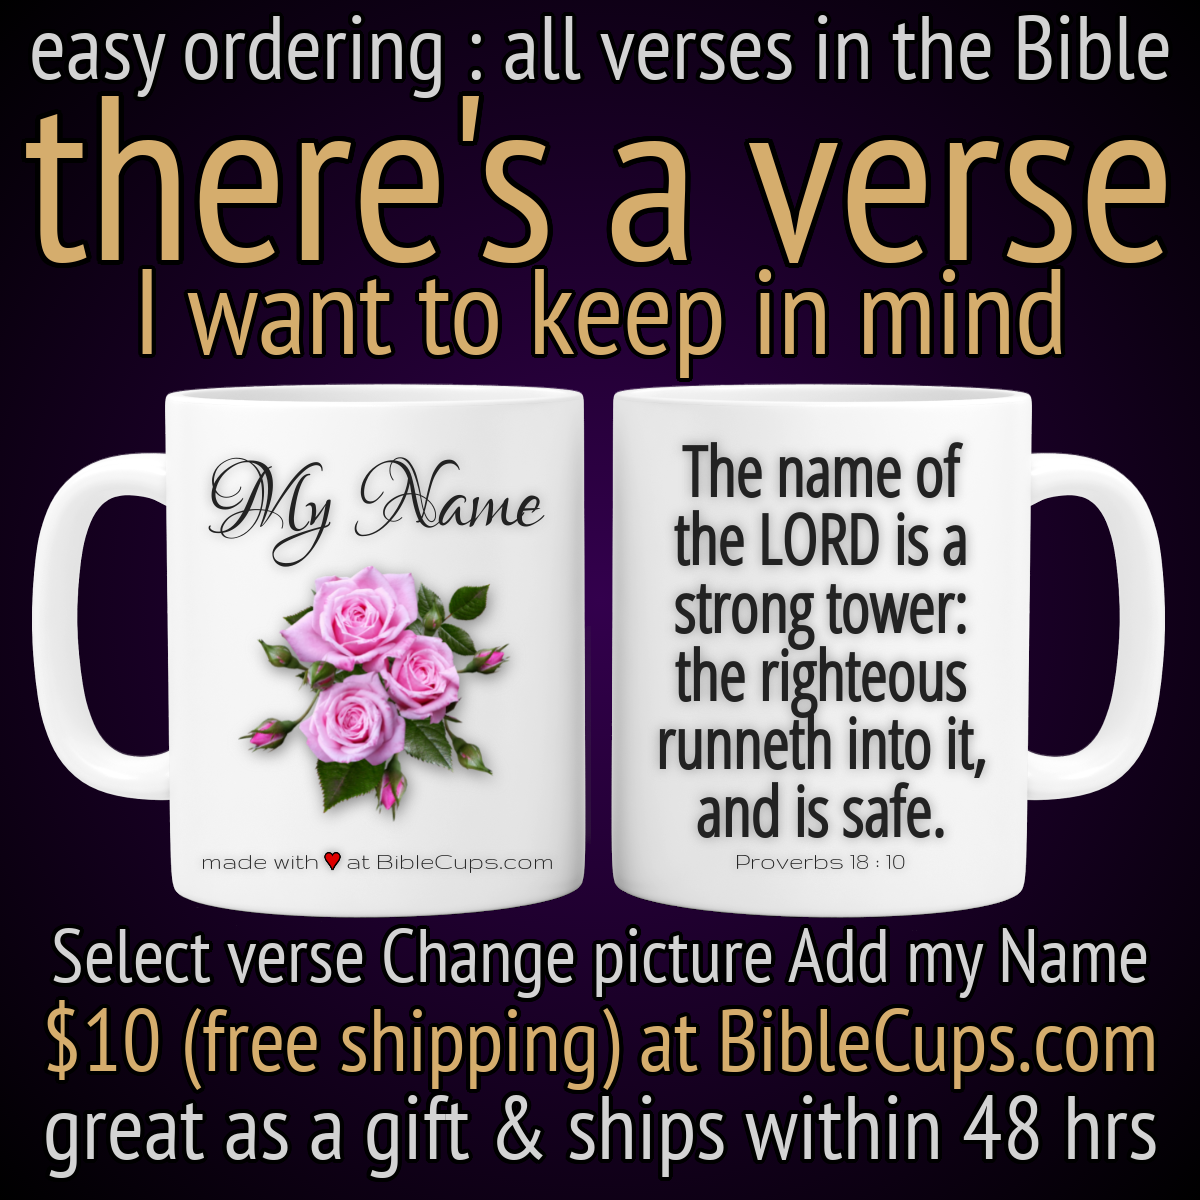 easy ordering : all verses in the Bible
there's a verse
I want to keep in mind
My Name
made with ♥ at BibleCups.com
The name of
the LORD is a
strong tower:
the righteous
runneth into it,
and is safe.
Proverbs 18 : 10
Select verse Change picture Add my Name
$10 (free shipping) at BibleCups.com
great as a gift & ships within 48 hrs